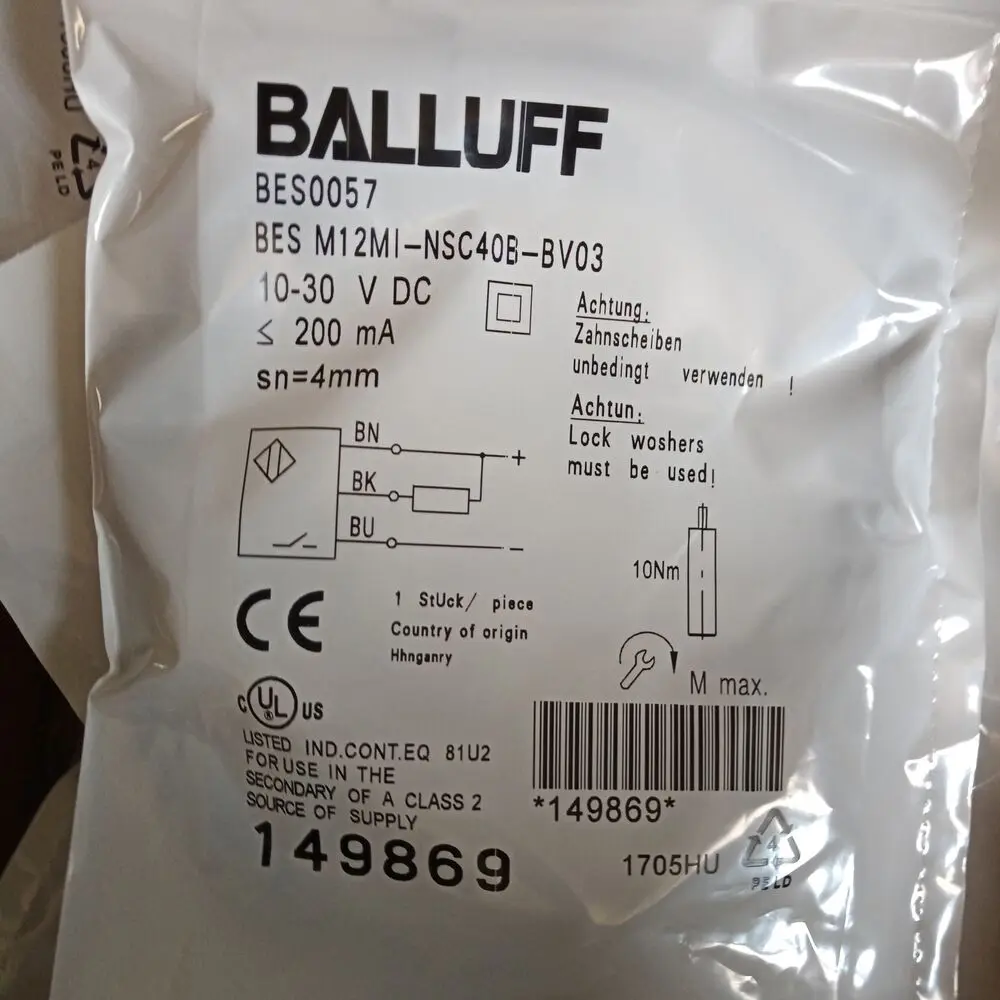 BALLUFF
BES0057
BES M12MI-NSC40B-BV03
10-30 V DC
≤ 200 mA
sn=4mm
Achtung:
Zahnscheiben
unbedingt verwenden !
Achtun:
Lock woshers
must be used!
BN
+
BK
BU
−
10Nm
M max.
CE
1 StUck/ piece
Country of origin
Hhnganry
C UL US
LISTED IND.CONT.EQ 81U2
FOR USE IN THE
SECONDARY OF A CLASS 2
SOURCE OF SUPPLY
149869
*149869*
1705HU
4
PELD
4
PELD